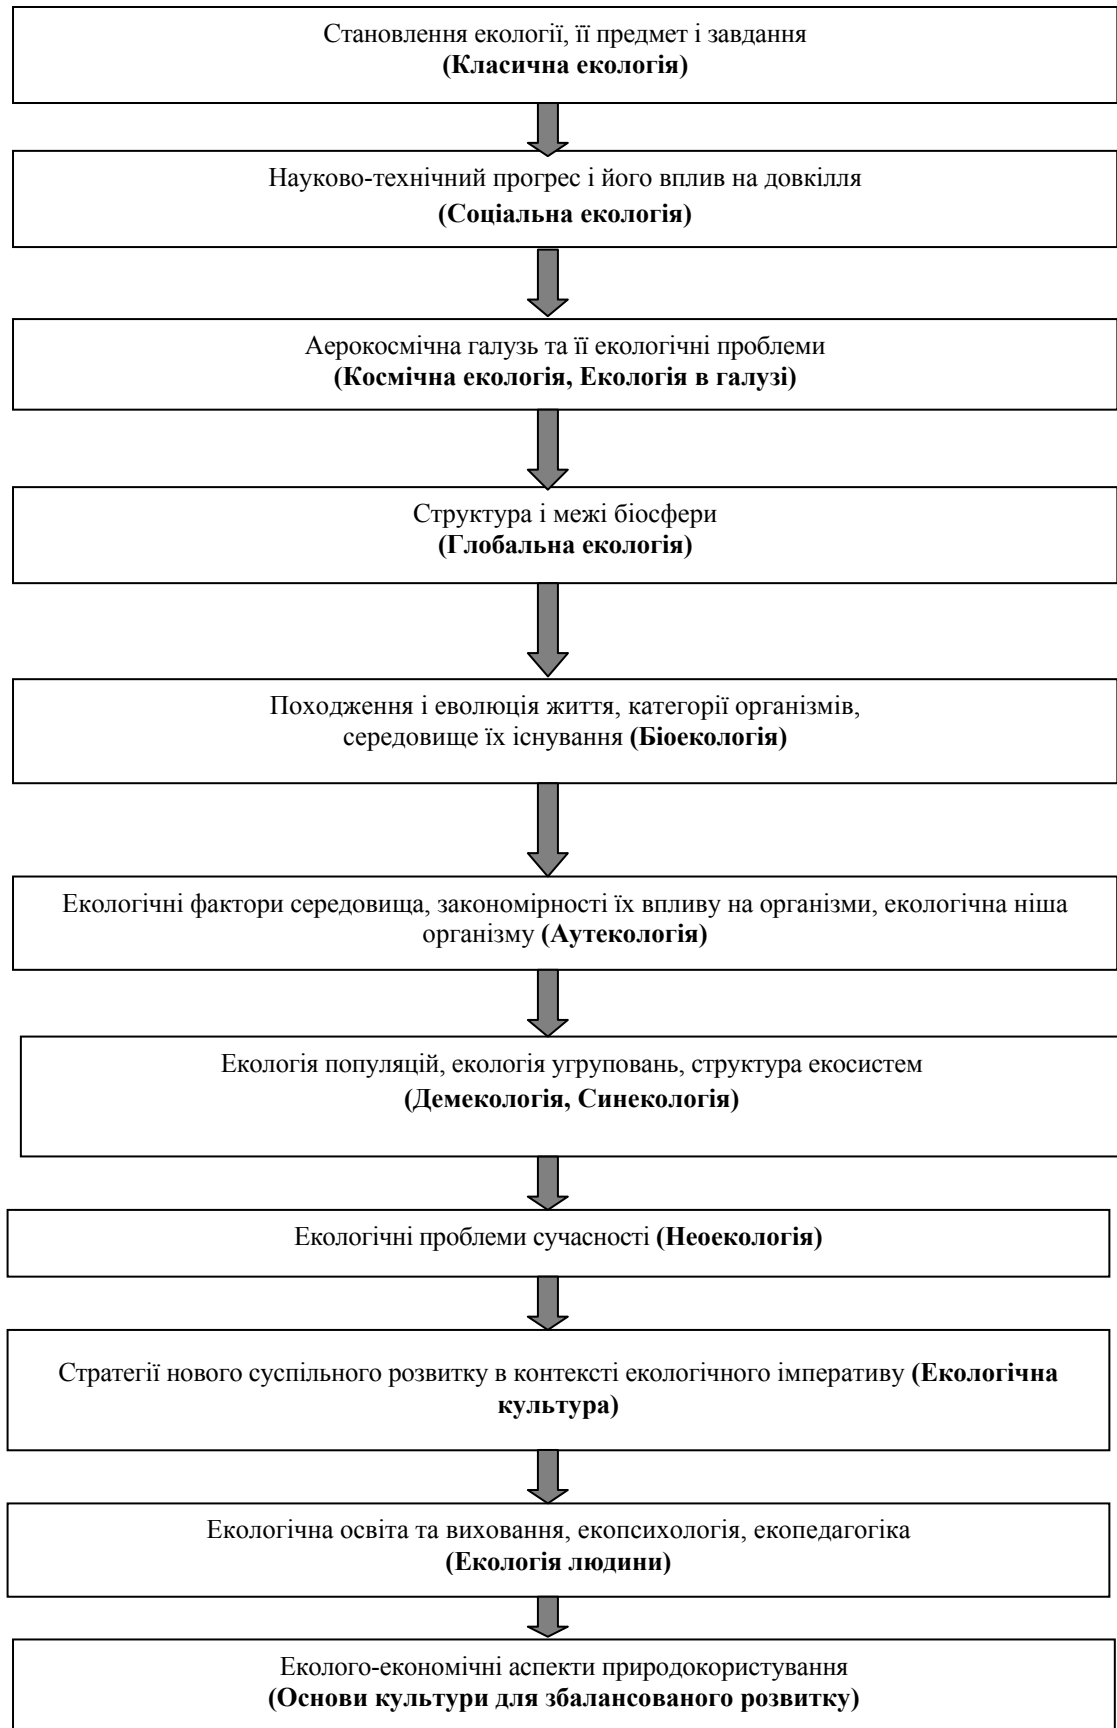 Становлення екології, її предмет і завдання
(Класична екологія)
Науково-технічний прогрес і його вплив на довкілля
(Соціальна екологія)
Аерокосмічна галузь та її екологічні проблеми
(Космічна екологія, Екологія в галузі)
Структура і межі біосфери
(Глобальна екологія)
Походження і еволюція життя, категорії організмів,
середовище їх існування (Біоекологія)
Екологічні фактори середовища, закономірності їх впливу на організми, екологічна ніша
організму (Аутекологія)
Екологія популяцій, екологія угруповань, структура екосистем
(Демекологія, Синекологія)
Екологічні проблеми сучасності (Неоекологія)
Стратегії нового суспільного розвитку в контексті екологічного імперативу (Екологічна
культура)
Екологічна освіта та виховання, екопсихологія, екопедагогіка
(Екологія людини)
Еколого-економічні аспекти природокористування
(Основи культури для збалансованого розвитку)